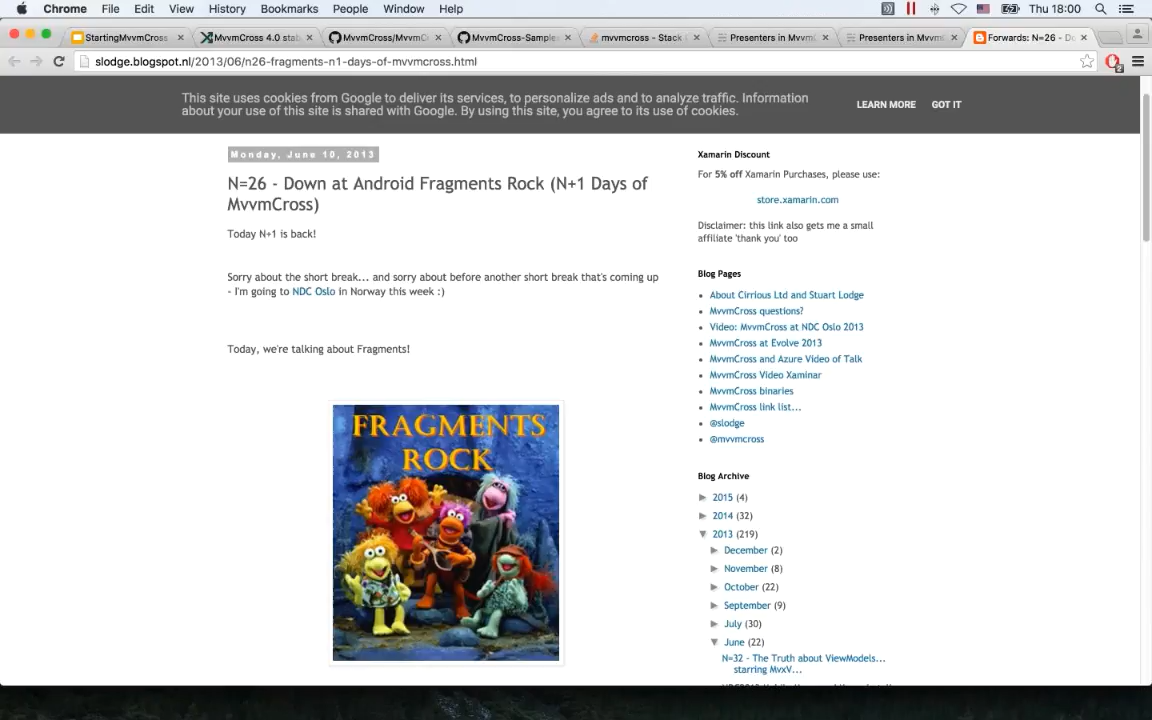 Chrome File Edit View History Bookmarks People Window Help Thu 18:00
StartingMvvmCross MvvmCross 4.0 stab MvvmCross/MvvmC MvvmCross-Sample mvvmcross - Stack Presenters in Mvvm Presenters in Mvvm Forwards: N=26 - Do
slodge.blogspot.nl/2013/06/n26-fragments-n1-days-of-mvvmcross.html
This site uses cookies from Google to deliver its services, to personalize ads and to analyze traffic. Information
about your use of this site is shared with Google. By using this site, you agree to its use of cookies.
LEARN MORE GOT IT
Monday, June 10, 2013
N=26 - Down at Android Fragments Rock (N+1 Days of
MvvmCross)
Today N+1 is back!
Sorry about the short break... and sorry about before another short break that's coming up
- I'm going to NDC Oslo in Norway this week :)
Today, we're talking about Fragments!
FRAGMENTS
ROCK
Xamarin Discount
For 5% off Xamarin Purchases, please use:
store.xamarin.com
Disclaimer: this link also gets me a small
affiliate 'thank you' too
Blog Pages
About Cirrious Ltd and Stuart Lodge
MvvmCross questions?
Video: MvvmCross at NDC Oslo 2013
MvvmCross at Evolve 2013
MvvmCross and Azure Video of Talk
MvvmCross Video Xaminar
MvvmCross binaries
MvvmCross link list...
@slodge
@mvvmcross
Blog Archive
► 2015 (4)
► 2014 (32)
▼ 2013 (219)
► December (2)
► November (8)
► October (22)
► September (9)
► July (30)
▼ June (22)
N=32 - The Truth about ViewModels...
starring MvxV...